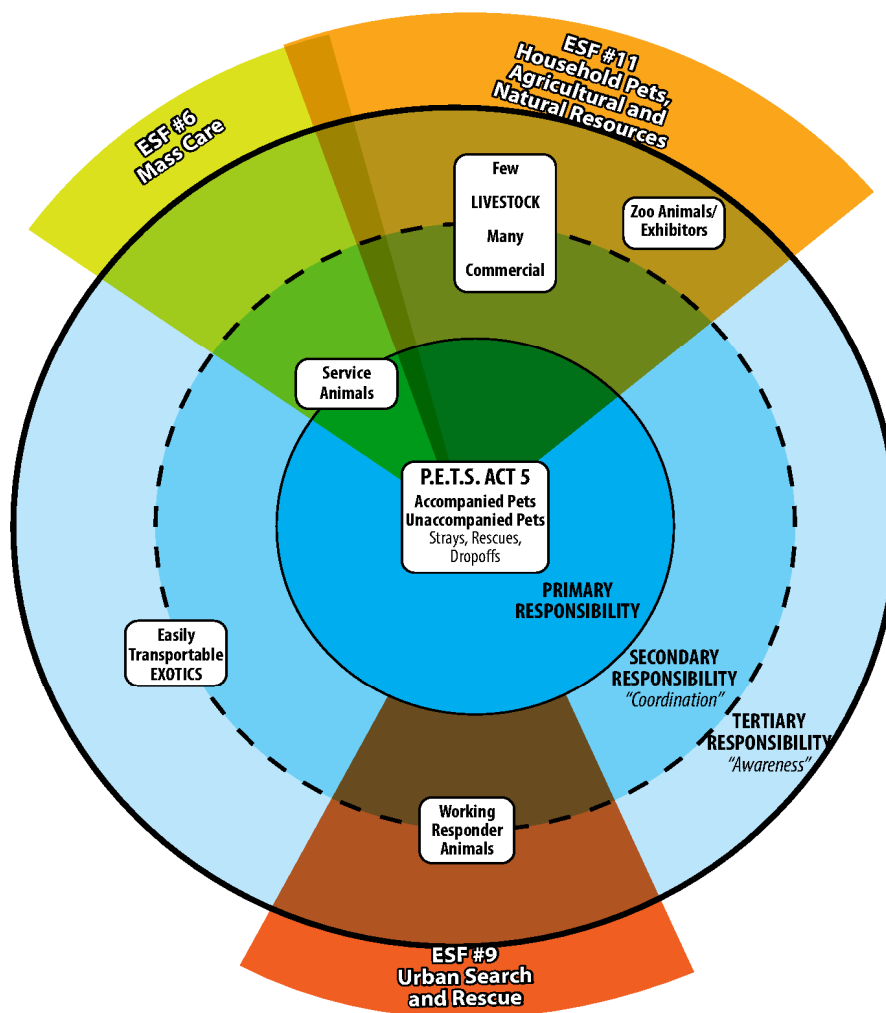 ESF #11
Household Pets,
Agricultural and
Natural Resources
ESF #6
Mass Care
Few
LIVESTOCK
Many
Commercial
Zoo Animals/
Exhibitors
Service
Animals
P.E.T.S. ACT 5
Accompanied Pets
Unaccompanied Pets
Strays, Rescues,
Dropoffs
PRIMARY
RESPONSIBILITY
Easily
Transportable
EXOTICS
SECONDARY
RESPONSIBILITY
"Coordination"
TERTIARY
RESPONSIBILITY
"Awareness"
Working
Responder
Animals
ESF #9
Urban Search
and Rescue